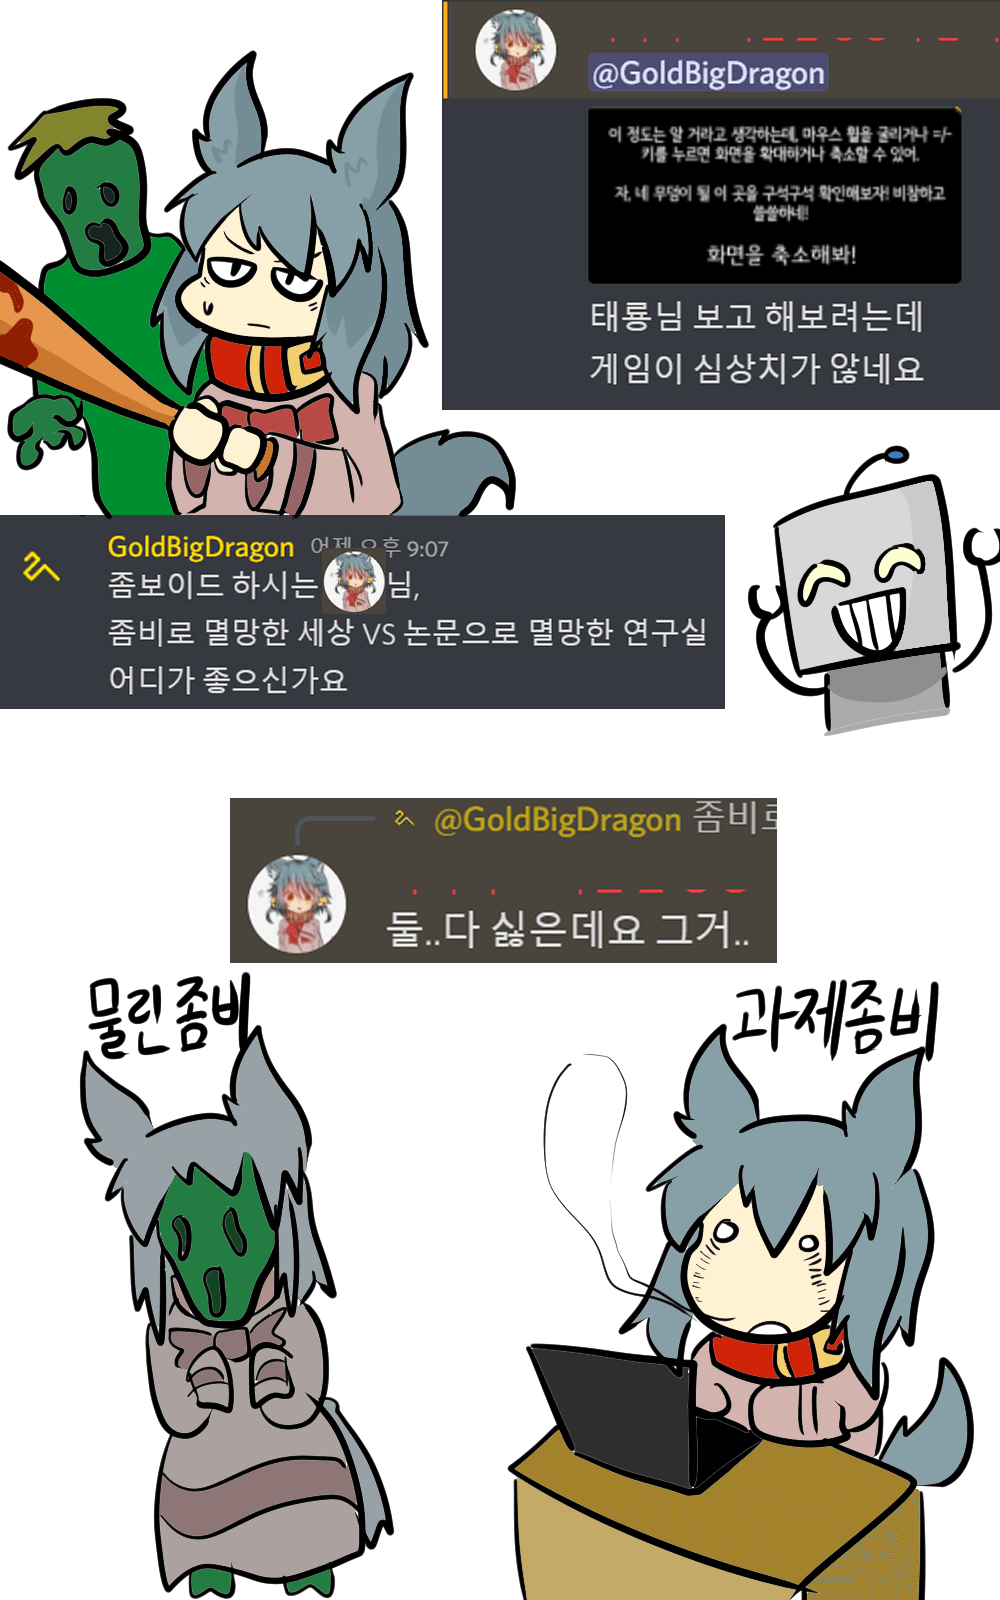 @GoldBigDragon
이 정도는 알 거라고 생각하는데, 마우스 휠을 굴리거나 =/-
키를 누르면 화면을 확대하거나 축소할 수 있어.
자, 네 무덤이 될 이 곳을 구석구석 확인해보자! 비참하고
쓸쓸하네!
화면을 축소해봐!
태룡님 보고 해보려는데
게임이 심상치가 않네요
GoldBigDragon 어제 오후 9:07
좀보이드 하시는 님,
좀비로 멸망한 세상 VS 논문으로 멸망한 연구실
어디가 좋으신가요
@GoldBigDragon 좀비로
둘..다 싫은데요 그거..
물린좀비
과제좀비